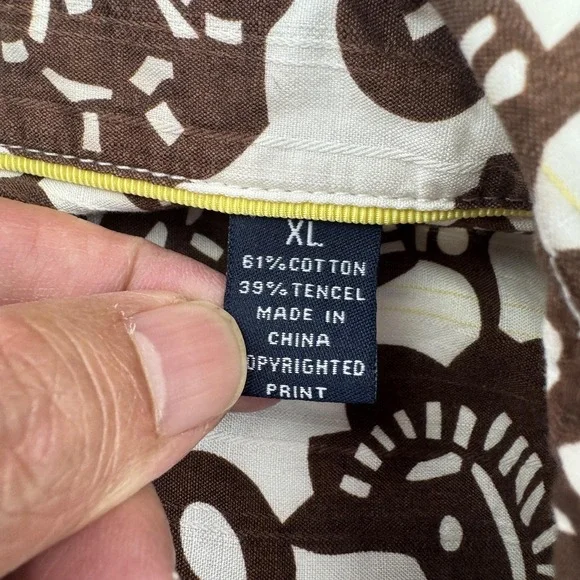 XL
61% COTTON
39% TENCEL
MADE IN
CHINA
OPYRIGHTED
PRINT